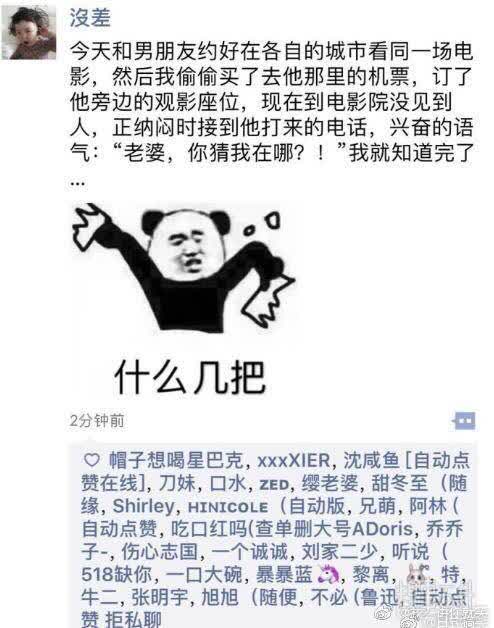 沒差
今天和男朋友约好在各自的城市看同一场电
影，然后我偷偷买了去他那里的机票，订了
他旁边的观影座位，现在到电影院没见到
人，正纳闷时接到他打来的电话，兴奋的语
气：“老婆，你猜我在哪？！”我就知道完了
...
什么几把
2分钟前
帽子想喝星巴克, xxxXIER, 沈咸鱼 [自动点
赞在线], 刀妹, 口水, ZED, 缨老婆, 甜冬至（随
缘, Shirley, HINICOLE（自动版, 兄萌, 阿林（
自动点赞, 吃口红吗(查单删大号ADoris, 乔乔
子-, 伤心志国, 一个诚诚, 刘家二少, 听说（
518缺你, 一口大碗, 暴暴蓝🦄, 黎离, 🐰, 特,
牛二, 张明宇, 旭旭（随便, 不必（鲁迅, 自动点
赞 拒私聊